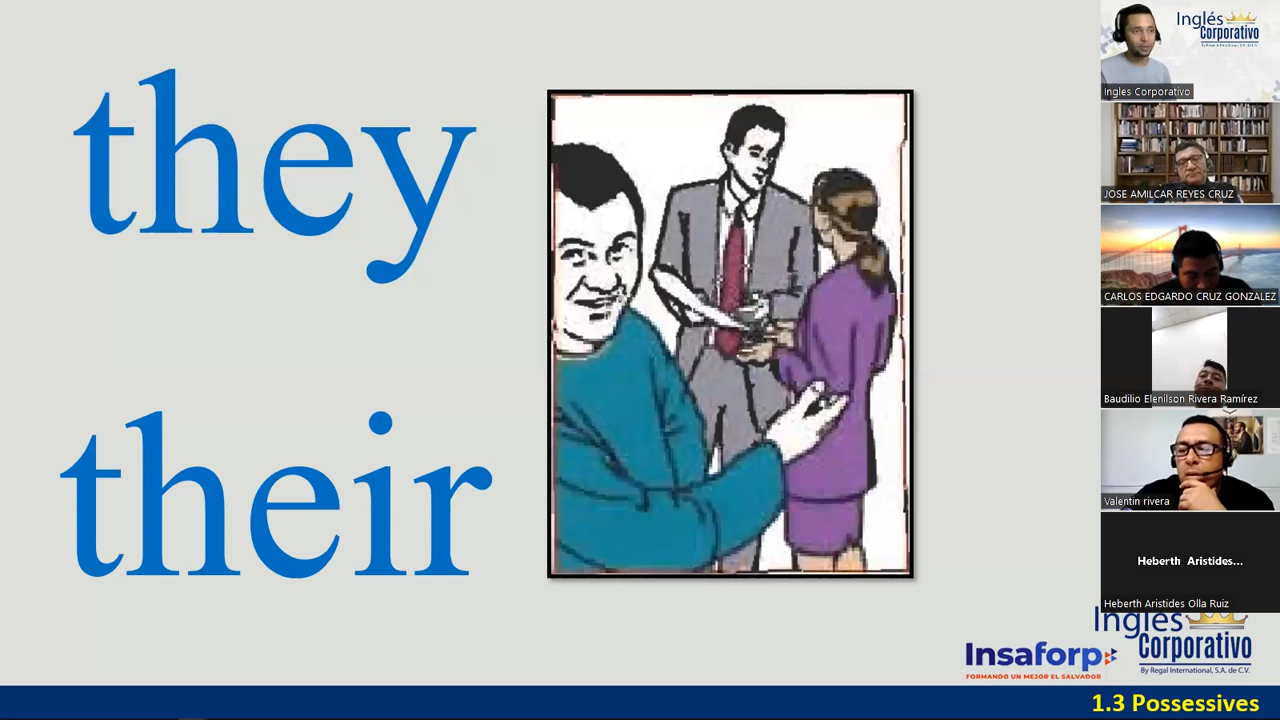 they
their
Inglés
Corporativo
Ingles Corporativo
JOSE AMILCAR REYES CRUZ
CARLOS EDGARDO CRUZ GONZALEZ
Baudilio Elenilson Rivera Ramírez
Valentin rivera
Heberth Aristides...
Heberth Aristides Olla Ruiz
Inglés
Corporativo
By Regal International, S.A. de C.V.
Insaforp
FORMANDO UN MEJOR EL SALVADOR
1.3 Possessives